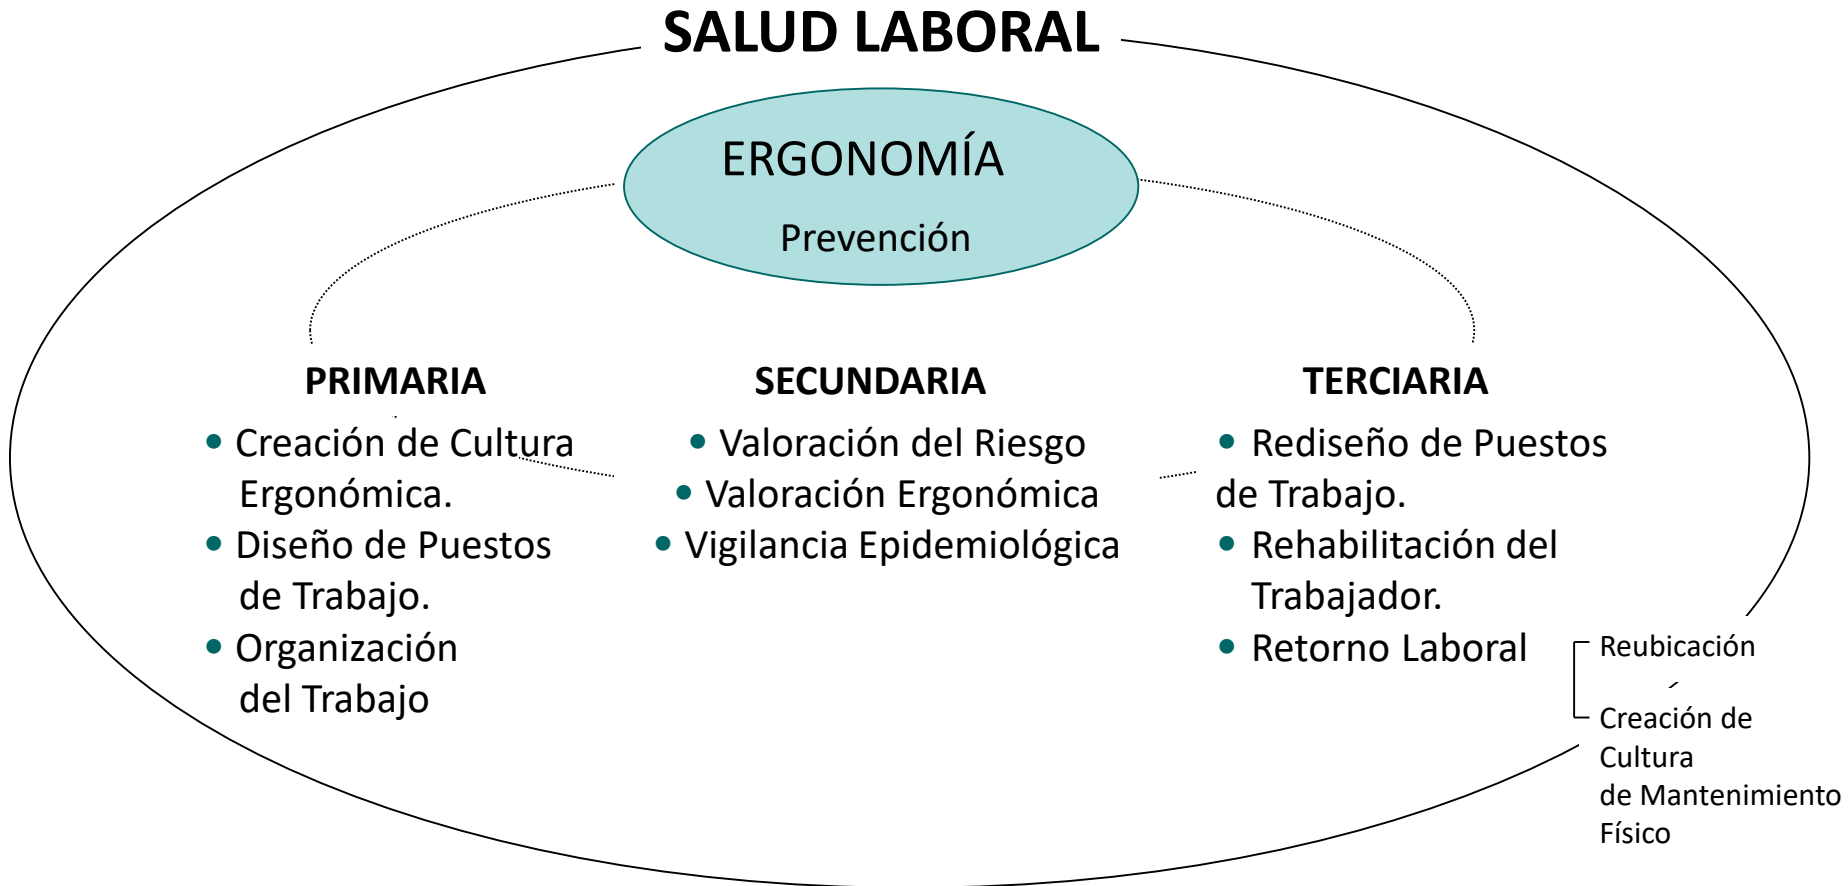 SALUD LABORAL
ERGONOMÍA
Prevención
PRIMARIA
• Creación de Cultura
Ergonómica.
• Diseño de Puestos
de Trabajo.
• Organización
del Trabajo
SECUNDARIA
• Valoración del Riesgo
• Valoración Ergonómica
• Vigilancia Epidemiológica
TERCIARIA
• Rediseño de Puestos
de Trabajo.
• Rehabilitación del
Trabajador.
• Retorno Laboral
Reubicación
Creación de
Cultura
de Mantenimiento
Físico